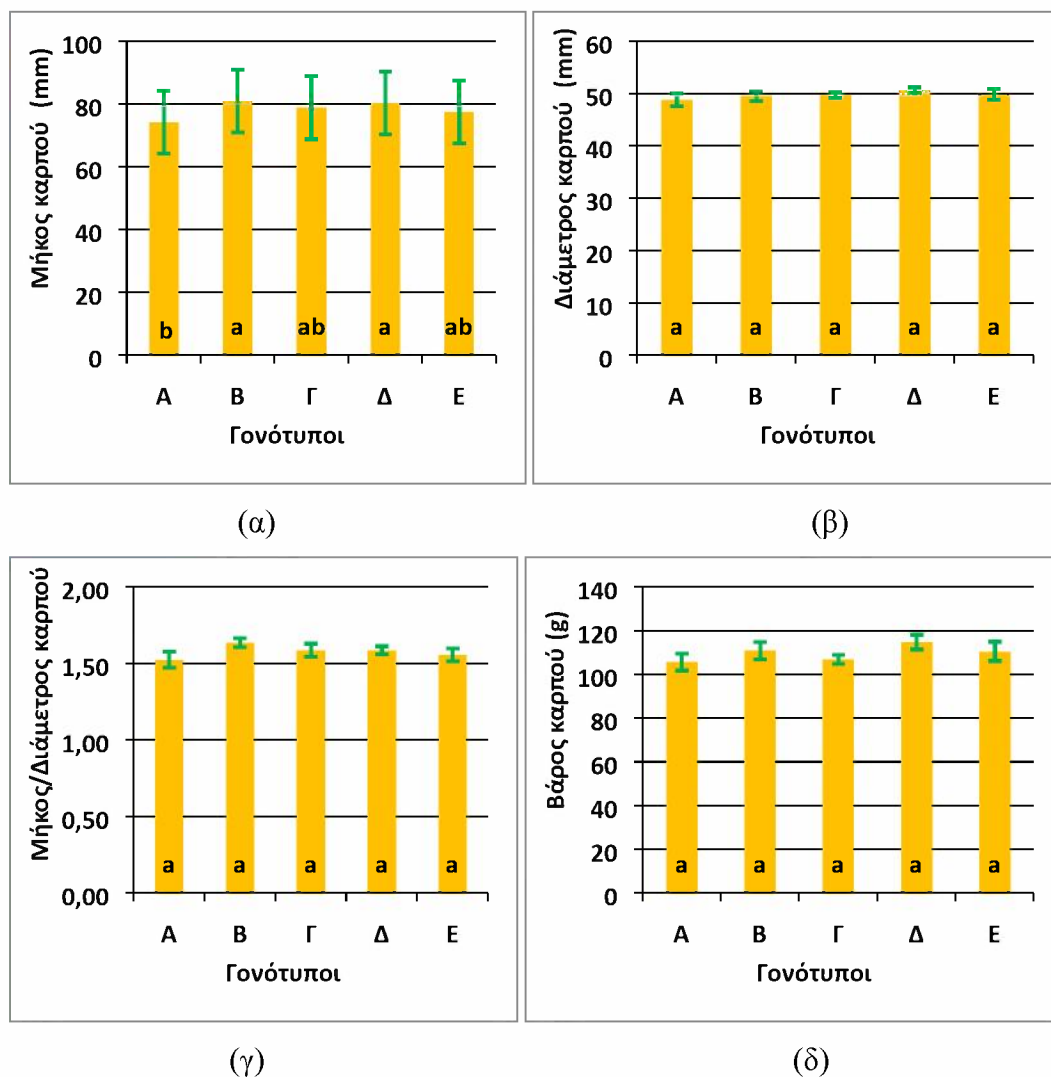 Μήκος καρπού (mm)
100
80
60
40
20
0
b a ab a ab
Α Β Γ Δ Ε
Γονότυποι
(α)
Διάμετρος καρπού (mm)
60
50
40
30
20
10
0
a a a a a
Α Β Γ Δ Ε
Γονότυποι
(β)
Μήκος/Διάμετρος καρπού
2,00
1,50
1,00
0,50
0,00
a a a a a
Α Β Γ Δ Ε
Γονότυποι
(γ)
Βάρος καρπού (g)
140
120
100
80
60
40
20
0
a a a a a
Α Β Γ Δ Ε
Γονότυποι
(δ)